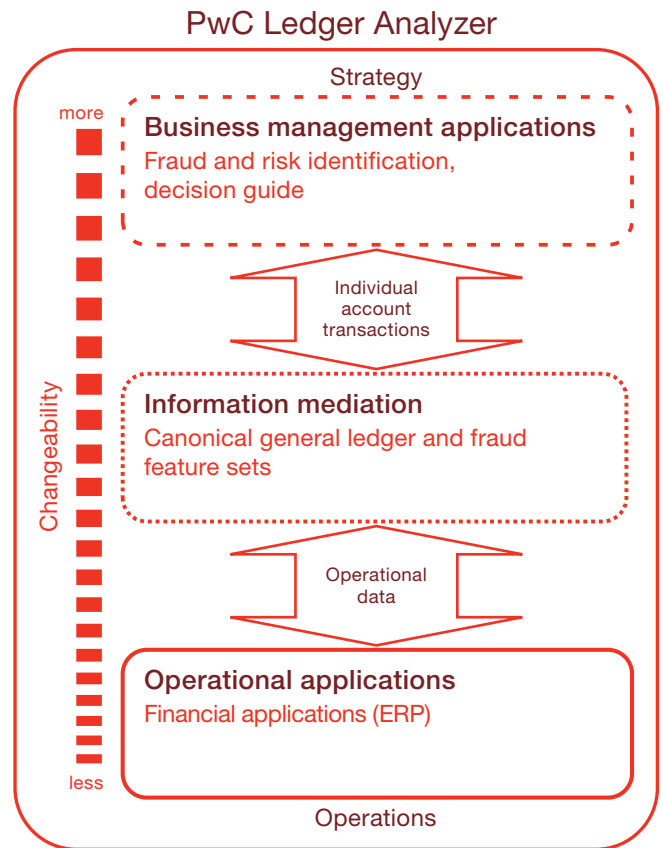 PwC Ledger Analyzer
Strategy
more
Business management applications
Fraud and risk identification,
decision guide
Individual
account
transactions
Changeability
Information mediation
Canonical general ledger and fraud
feature sets
Operational
data
Operational applications
Financial applications (ERP)
less
Operations